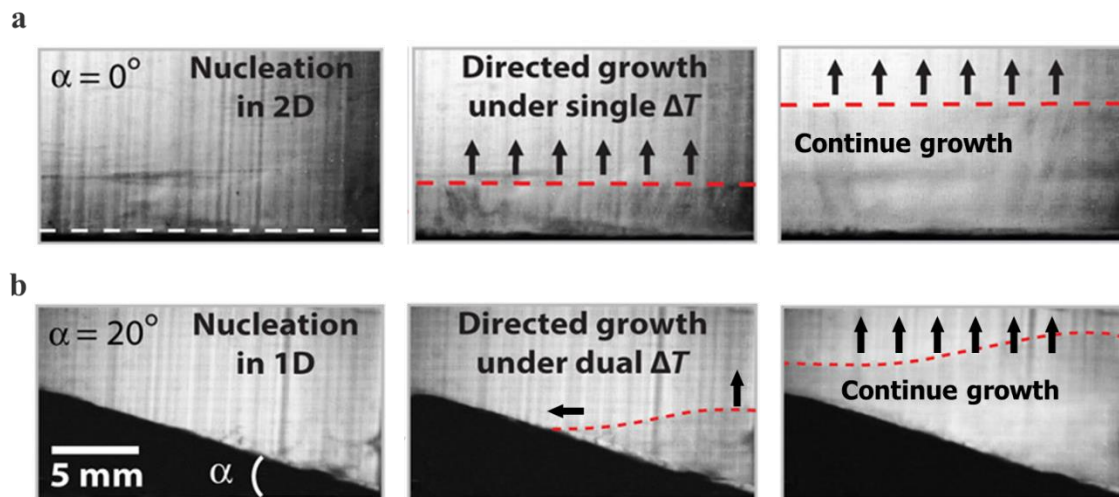 a
α = 0°
Nucleation
in 2D
Directed growth
under single ΔT
Continue growth
b
α = 20°
Nucleation
in 1D
5 mm
α
Directed growth
under dual ΔT
Continue growth